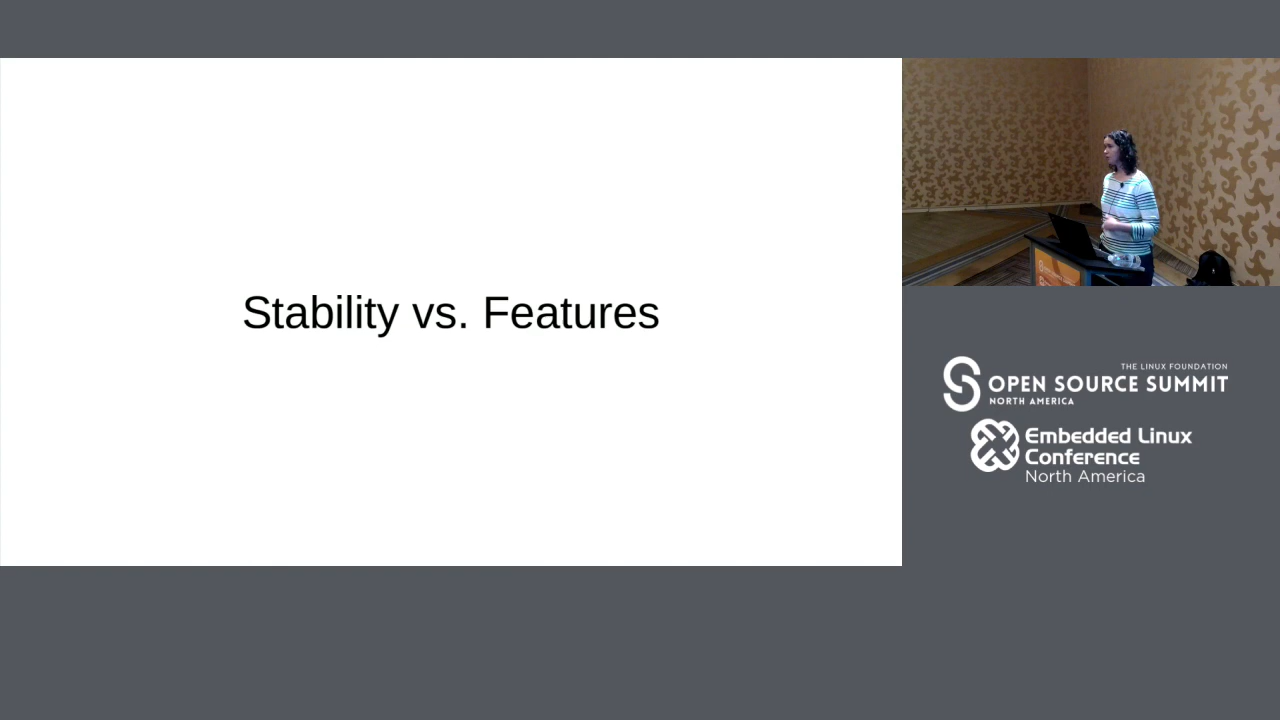 Stability vs. Features
THE LINUX FOUNDATION
OPEN SOURCE SUMMIT
NORTH AMERICA
Embedded Linux
Conference
North America